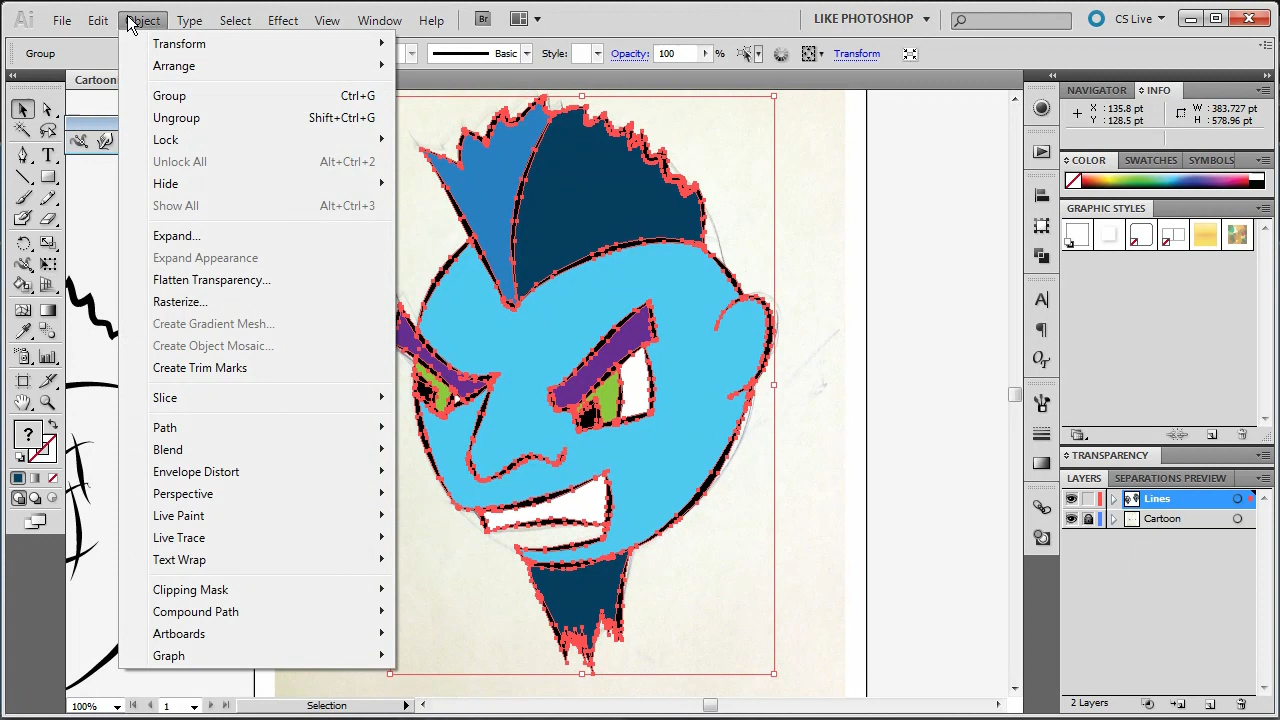 Ai File Edit Object Type Select Effect View Window Help Br LIKE PHOTOSHOP CS Live
Group Basic Style: Opacity: 100 % Transform
Cartoon
Transform
Arrange
Group Ctrl+G
Ungroup Shift+Ctrl+G
Lock
Unlock All Alt+Ctrl+2
Hide
Show All Alt+Ctrl+3
Expand...
Expand Appearance
Flatten Transparency...
Rasterize...
Create Gradient Mesh...
Create Object Mosaic...
Create Trim Marks
Slice
Path
Blend
Envelope Distort
Perspective
Live Paint
Live Trace
Text Wrap
Clipping Mask
Compound Path
Artboards
Graph
NAVIGATOR INFO
X: 135.8 px
Y: 128.5 px
W: 383.727 px
H: 578.96 px
COLOR SWATCHES SYMBOLS
GRAPHIC STYLES
TRANSPARENCY
LAYERS SEPARATIONS PREVIEW
Lines
Cartoon
2 Layers
100% 1 Selection